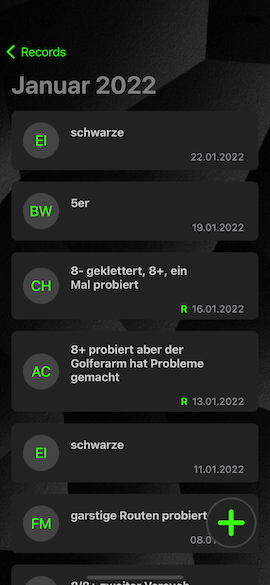 Records
Januar 2022
EI
schwarze
22.01.2022
BW
5er
19.01.2022
CH
8- geklettert, 8+, ein
Mal probiert
R 16.01.2022
AC
8+ probiert aber der
Golferarm hat Probleme
gemacht
R 13.01.2022
EI
schwarze
11.01.2022
FM
garstige Routen probiert
08.0
zweiter Versuch